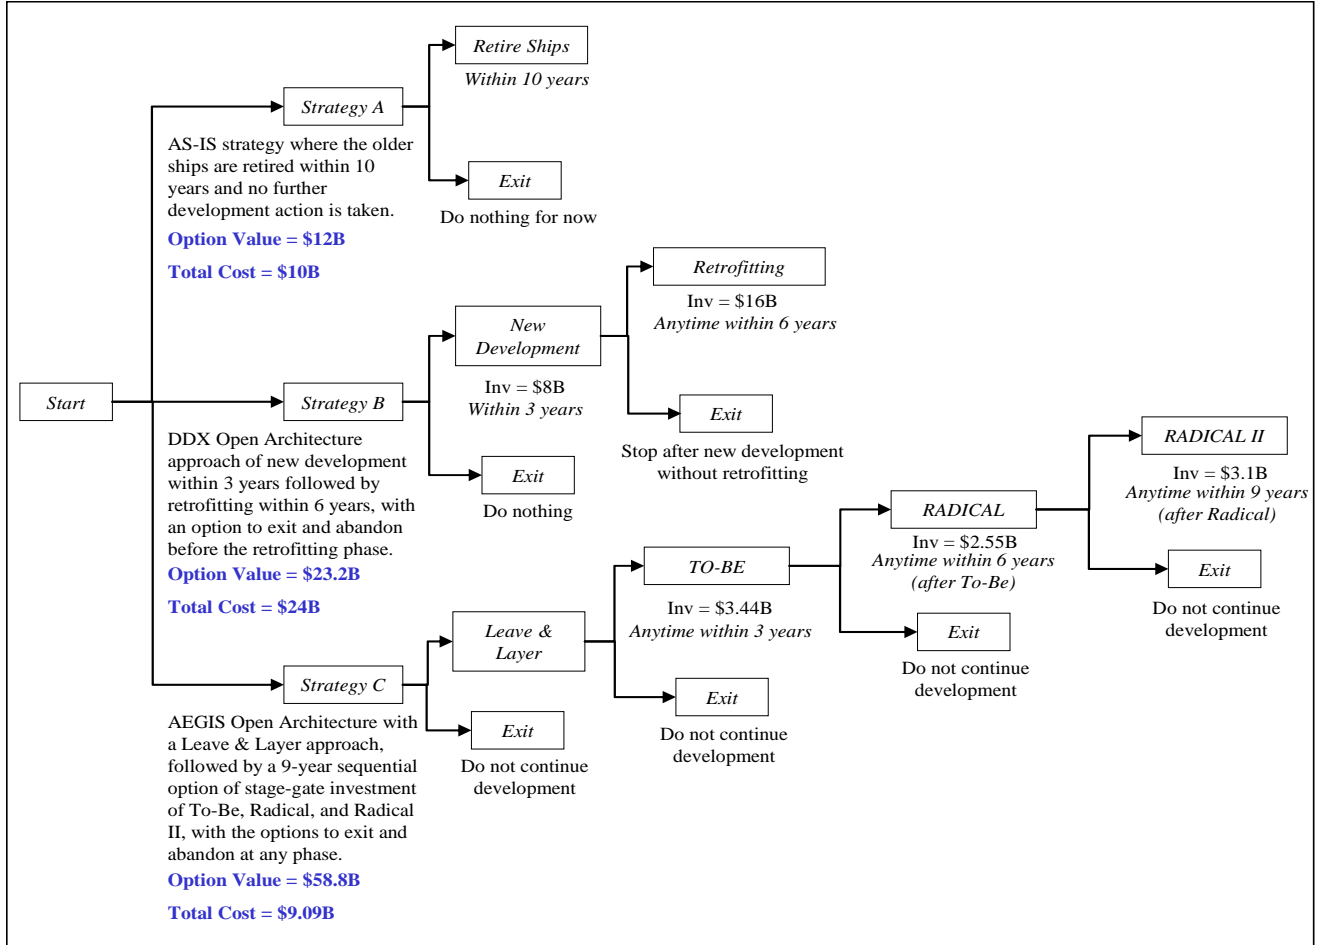 Retire Ships
Within 10 years
Strategy A
AS-IS strategy where the older
ships are retired within 10
years and no further
development action is taken.
Option Value = $12B
Total Cost = $10B
Exit
Do nothing for now
Retrofitting
Inv = $16B
Anytime within 6 years
New
Development
Inv = $8B
Within 3 years
Start
Strategy B
DDX Open Architecture
approach of new development
within 3 years followed by
retrofitting within 6 years, with
an option to exit and abandon
before the retrofitting phase.
Option Value = $23.2B
Total Cost = $24B
Exit
Stop after new development
without retrofitting
Exit
Do nothing
RADICAL II
Inv = $3.1B
Anytime within 9 years
(after Radical)
RADICAL
Inv = $2.55B
Anytime within 6 years
(after To-Be)
TO-BE
Inv = $3.44B
Anytime within 3 years
Exit
Do not continue
development
Leave &
Layer
Exit
Do not continue
development
Strategy C
AEGIS Open Architecture with
a Leave & Layer approach,
followed by a 9-year sequential
option of stage-gate investment
of To-Be, Radical, and Radical
II, with the options to exit and
abandon at any phase.
Option Value = $58.8B
Total Cost = $9.09B
Exit
Do not continue
development
Exit
Do not continue
development